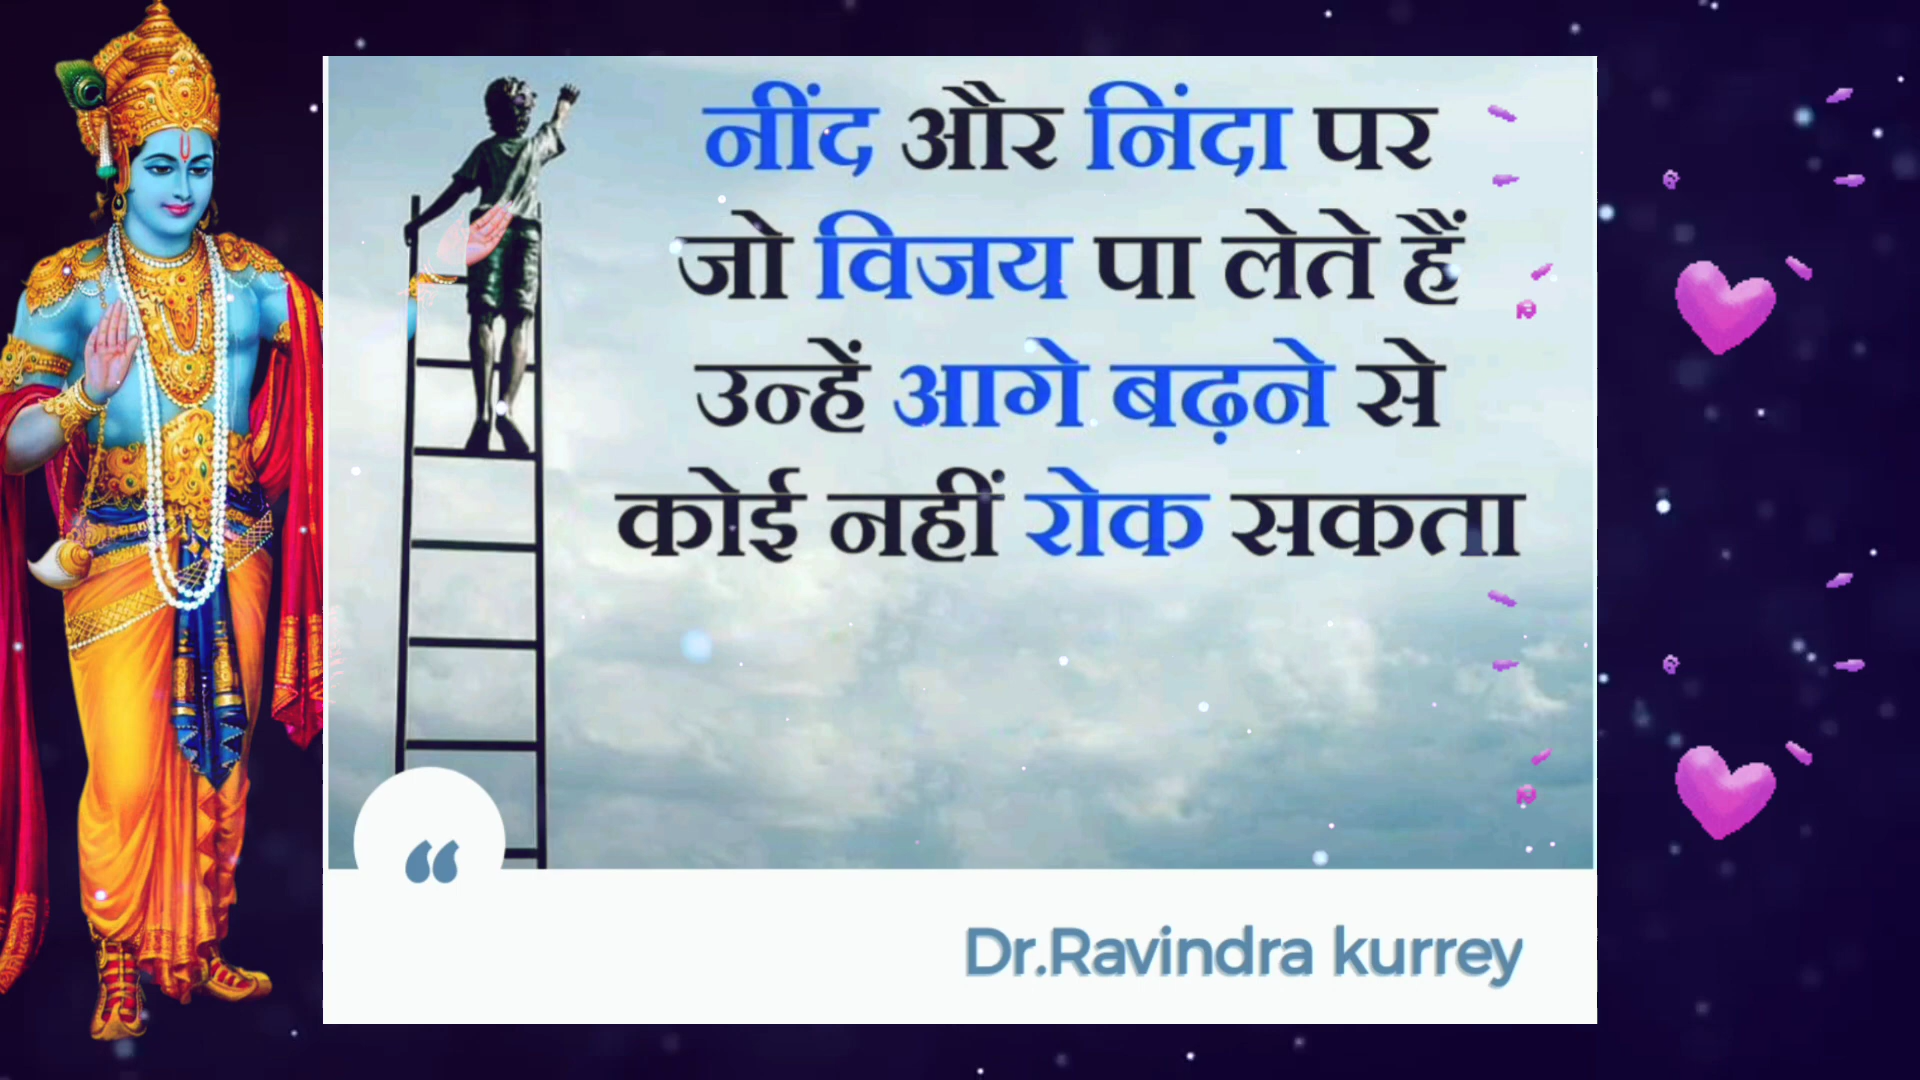 नींद और निंदा पर
जो विजय पा लेते हैं
उन्हें आगे बढ़ने से
कोई नहीं रोक सकता
“
Dr.Ravindra kurrey